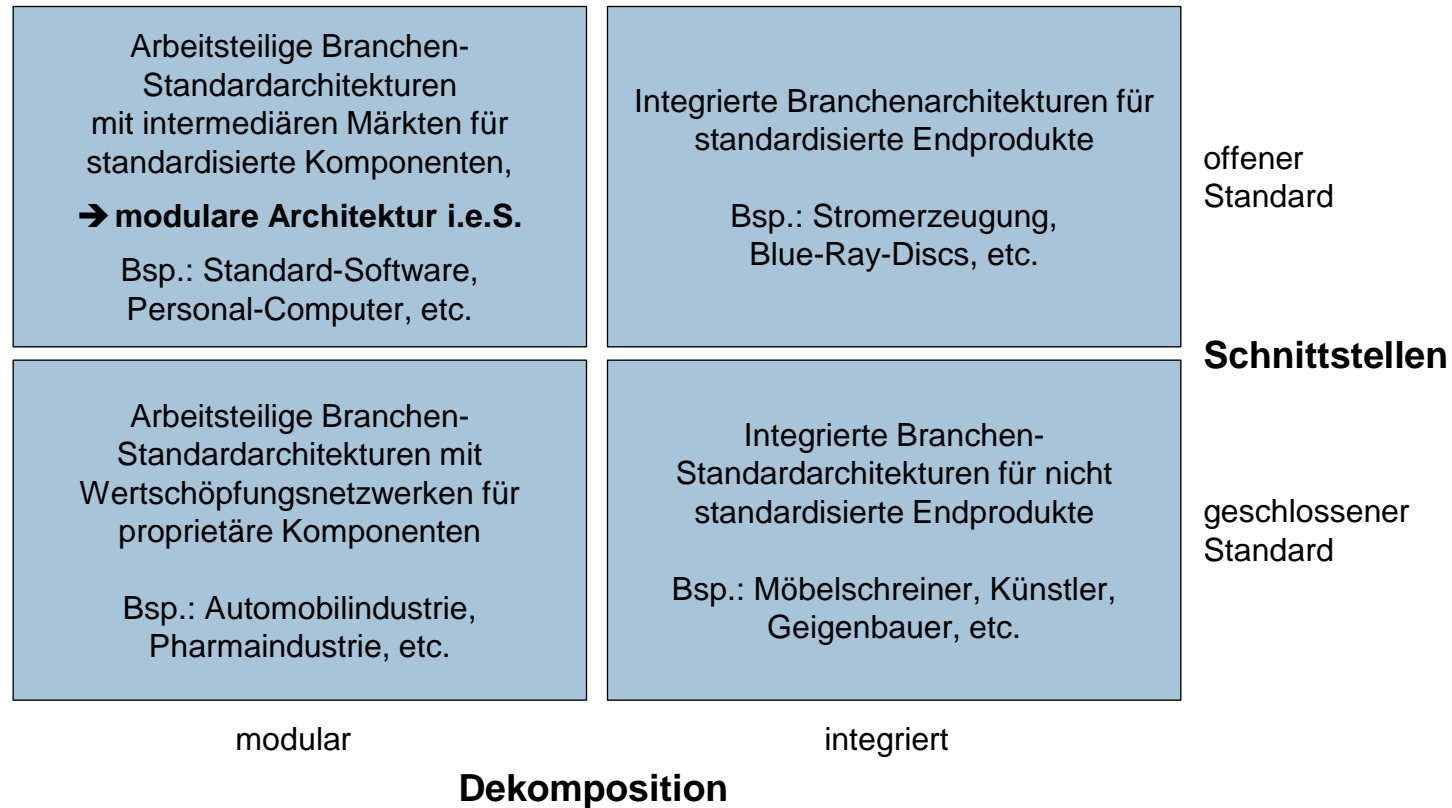 Arbeitsteilige Branchen-
Standardarchitekturen
mit intermediären Märkten für
standardisierte Komponenten,
➔ modulare Architektur i.e.S.
Bsp.: Standard-Software,
Personal-Computer, etc.
Integrierte Branchenarchitekturen für
standardisierte Endprodukte
Bsp.: Stromerzeugung,
Blue-Ray-Discs, etc.
offener
Standard
Schnittstellen
Arbeitsteilige Branchen-
Standardarchitekturen mit
Wertschöpfungsnetzwerken für
proprietäre Komponenten
Bsp.: Automobilindustrie,
Pharmaindustrie, etc.
Integrierte Branchen-
Standardarchitekturen für nicht
standardisierte Endprodukte
Bsp.: Möbelschreiner, Künstler,
Geigenbauer, etc.
geschlossener
Standard
modular
integriert
Dekomposition